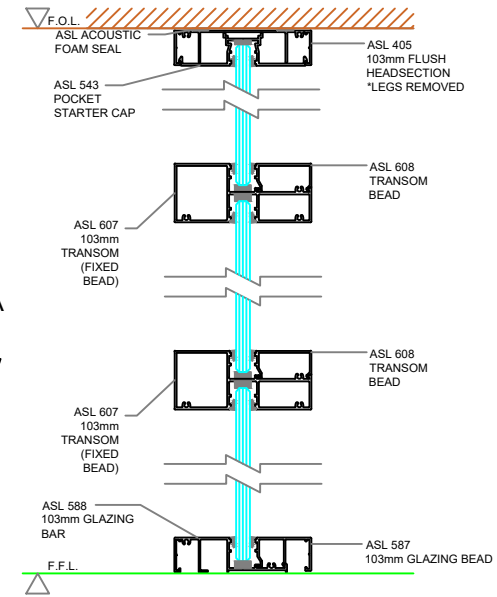 F.O.L.
ASL ACOUSTIC
FOAM SEAL
ASL 405
103mm FLUSH
HEADSECTION
*LEGS REMOVED
ASL 543
POCKET
STARTER CAP
ASL 608
TRANSOM
BEAD
ASL 607
103mm
TRANSOM
(FIXED
BEAD)
A
ASL 608
TRANSOM
BEAD
ASL 607
103mm
TRANSOM
(FIXED
BEAD)
ASL 588
103mm GLAZING
BAR
ASL 587
103mm GLAZING BEAD
F.F.L.